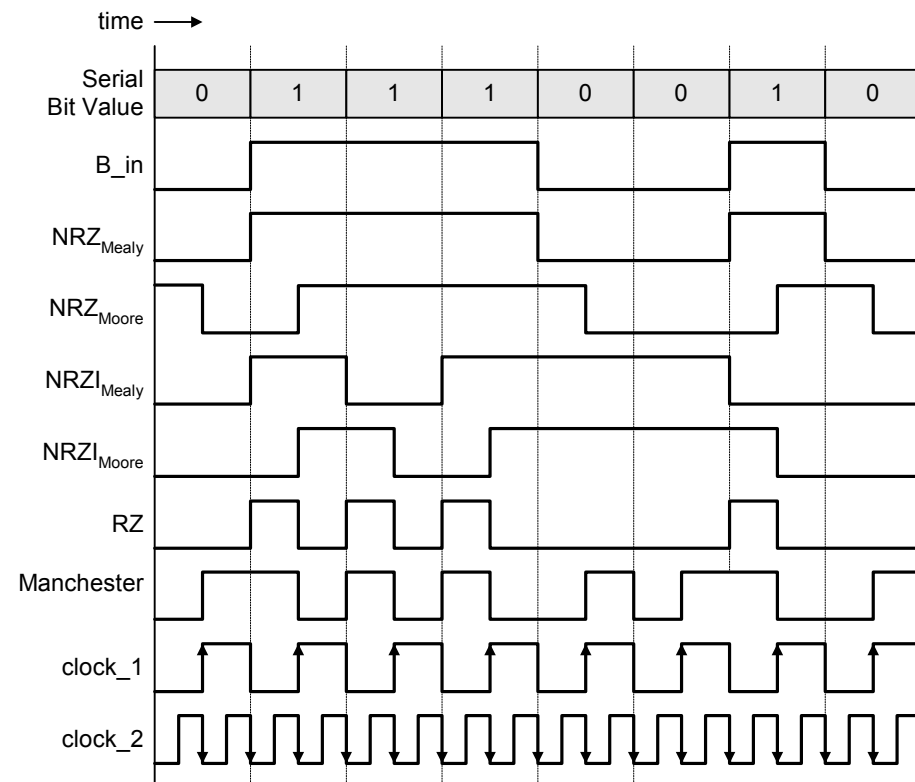 time
Serial
Bit Value
0 1 1 1 0 0 1 0
B_in
NRZMealy
NRZMoore
NRZIMealy
NRZIMoore
RZ
Manchester
clock_1
clock_2